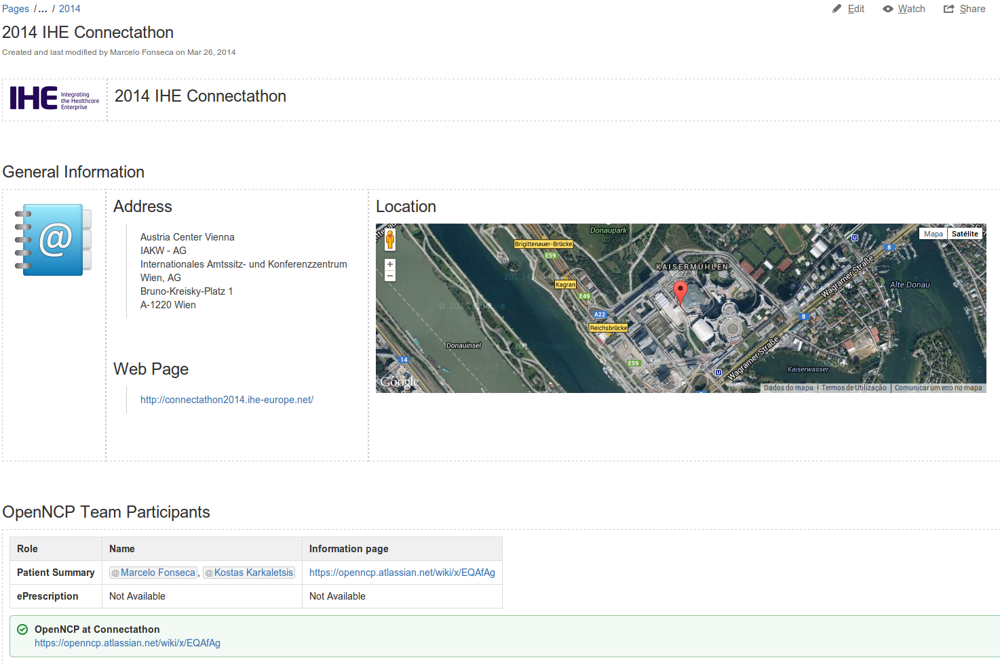 Pages / ... / 2014
Edit Watch Share
2014 IHE Connectathon
Created and last modified by Marcelo Fonseca on Mar 26, 2014
IHE Integrating
the Healthcare
Enterprise
2014 IHE Connectathon
General Information
@
Address
Austria Center Vienna
IAKW - AG
Internationales Amtssitz- und Konferenzzentrum
Wien, AG
Bruno-Kreisky-Platz 1
A-1220 Wien
Web Page
http://connectathon2014.ihe-europe.net/
Location
Donaupark
Mapa Satélite
Brigittenauer-Brücke
U
8
E59
KAISERMÜHLEN
Kagran
Wagramer Straße
Alte Donau
E49
© 2013 Google
A22
8
Reichsbrücke
Donauinsel
14
E59
Wagramer-Straße
U
Kaiserwasser
Google
Dados do mapa Termos de Utilização Comunicar um erro no mapa
OpenNCP Team Participants
Role Name Information page
Patient Summary @Marcelo Fonseca, @Kostas Karkaletsis https://openncp.atlassian.net/wiki/x/EQAfAg
ePrescription Not Available Not Available
OpenNCP at Connectathon
https://openncp.atlassian.net/wiki/x/EQAfAg